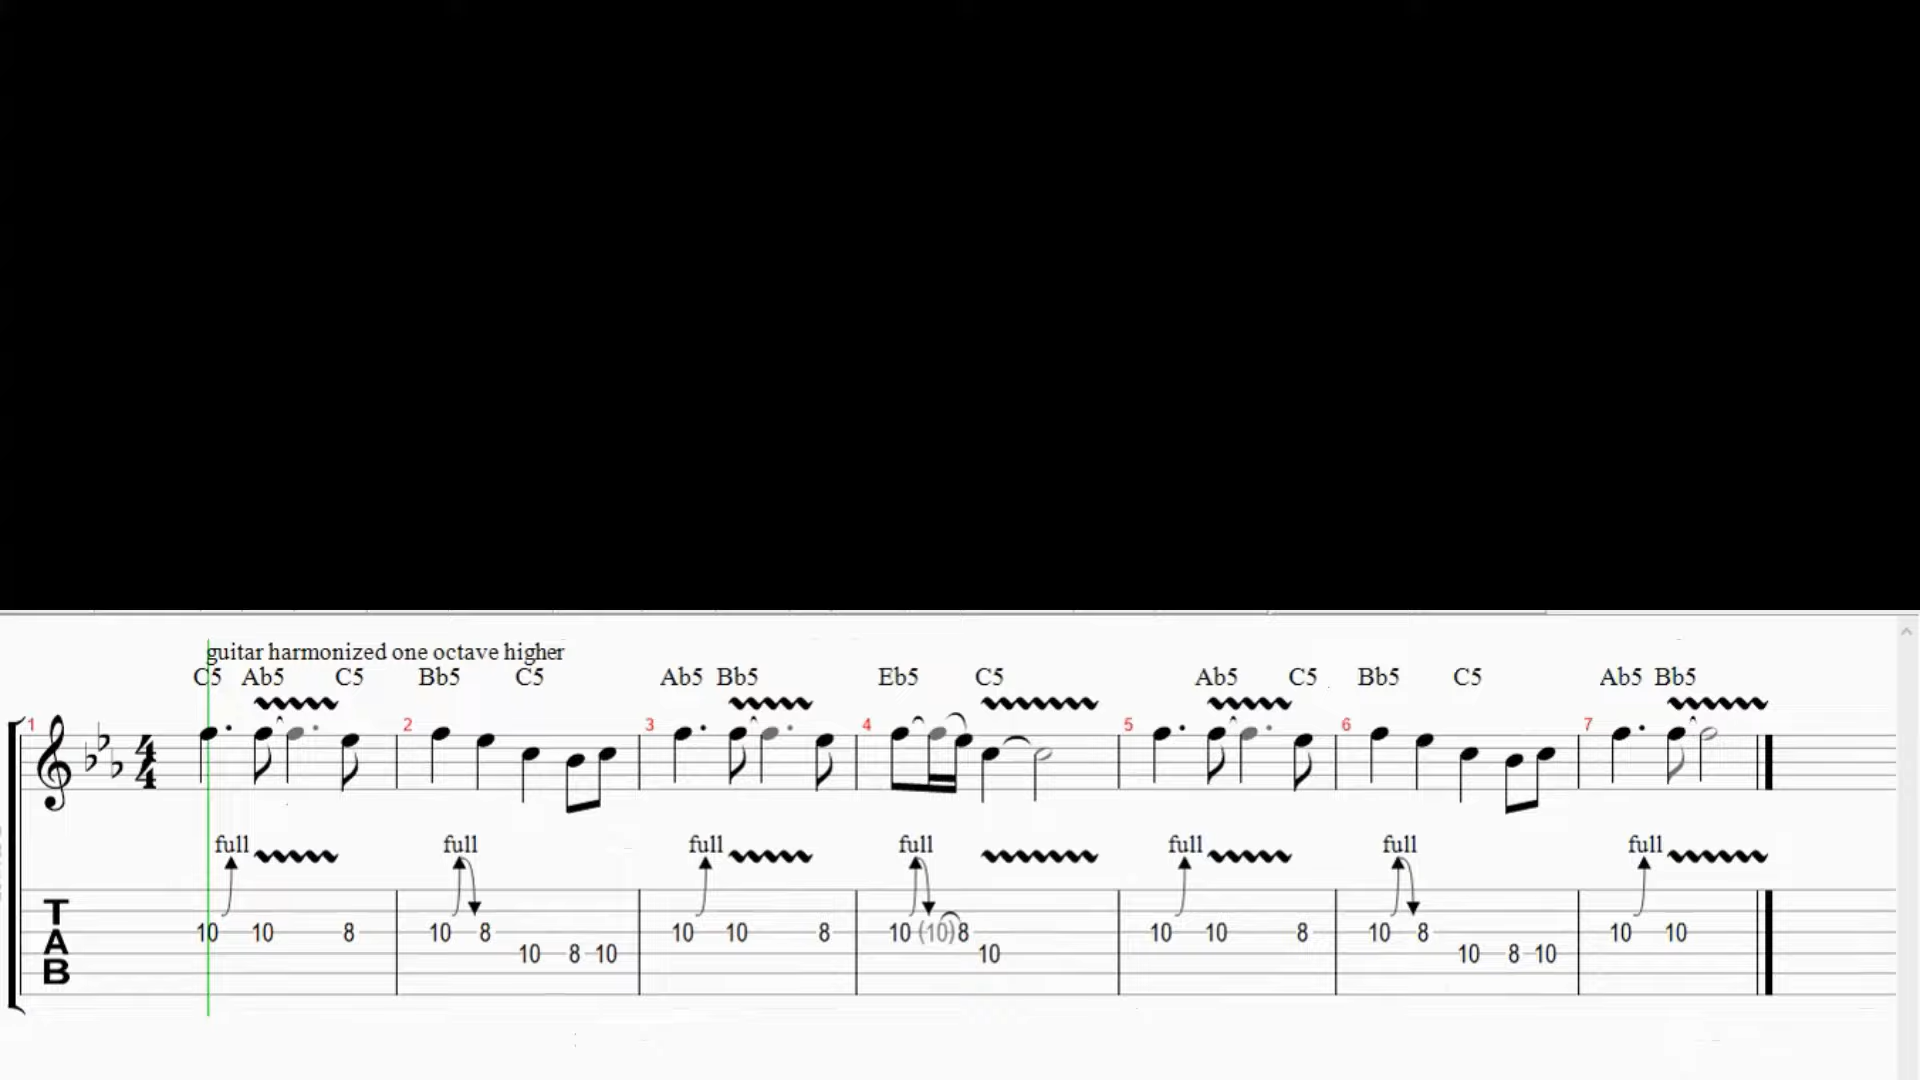 guitar harmonized one octave higher
C5 Ab5 C5 Bb5 C5 Ab5 Bb5 Eb5 C5 Ab5 C5 Bb5 C5 Ab5 Bb5
1 2 3 4 5 6 7
4
4
full full full full full full full
T
A
B
10 10 8 10 8 10 10 8 10 (10) 8 10 10 8 10 8 10 10
10 8 10 10 10 8 10